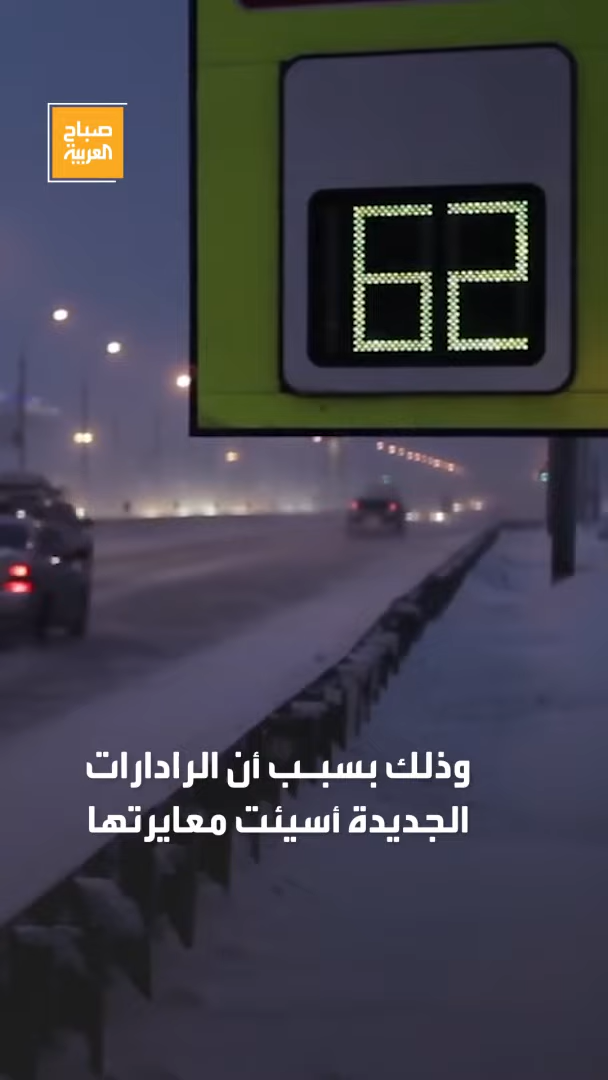 صباح
العربية
62
وذلك بسبب أن الرادارات
الجديدة أسيئت معايرتها